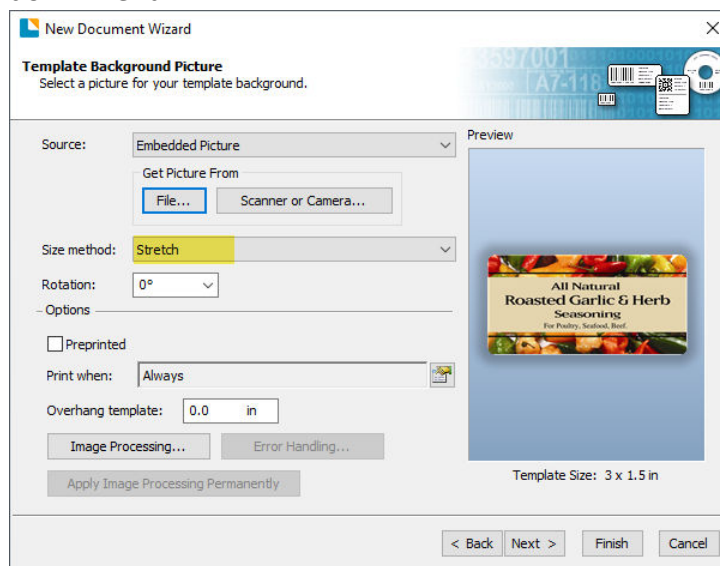 New Document Wizard
Template Background Picture
Select a picture for your template background.
3597001
A7-118
Source:
Embedded Picture
Get Picture From
File...
Scanner or Camera...
Size method:
Stretch
Rotation:
0°
Options
Preprinted
Print when:
Always
Overhang template:
0.0 in
Image Processing...
Error Handling...
Apply Image Processing Permanently
Preview
All Natural
Roasted Garlic & Herb
Seasoning
For Poultry, Seafood, Beef.
Template Size: 3 x 1.5 in
< Back
Next >
Finish
Cancel